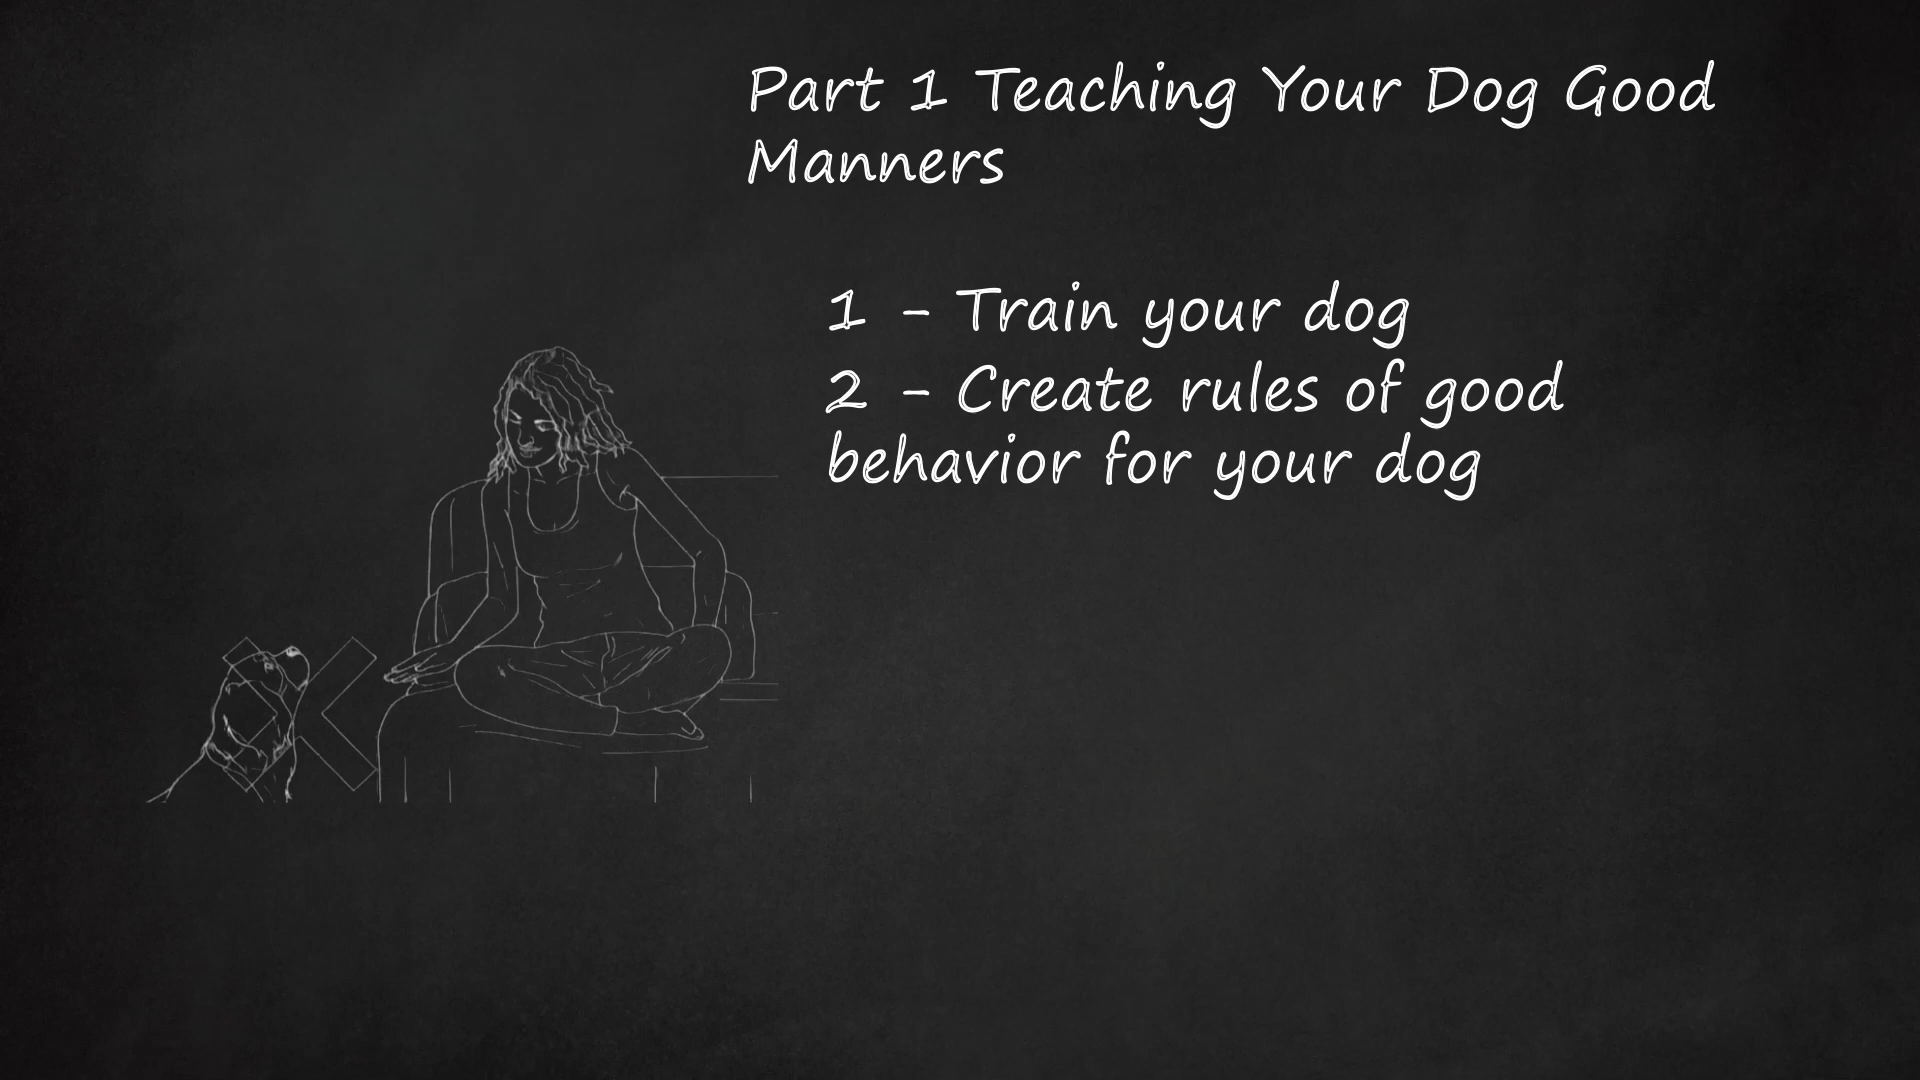 Part 1 Teaching Your Dog Good
Manners
1 - Train your dog
2 - Create rules of good
behavior for your dog